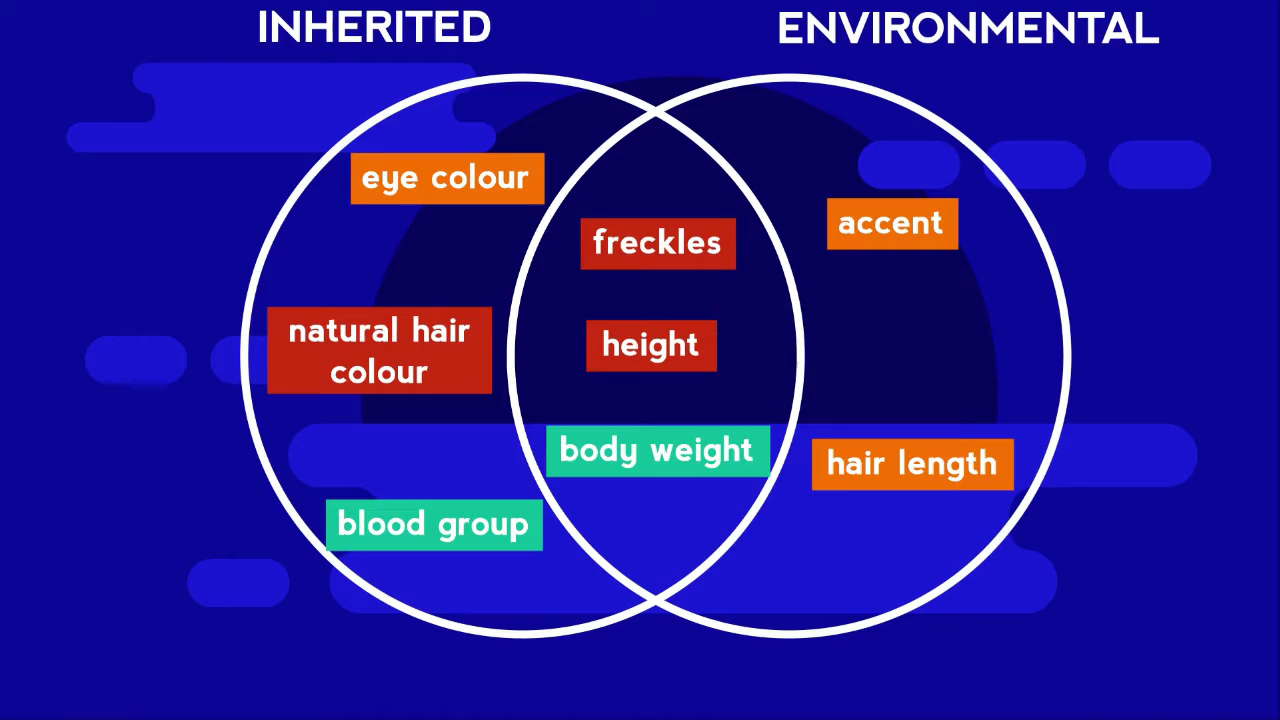 INHERITED
ENVIRONMENTAL
eye colour
freckles
accent
natural hair
colour
height
body weight
hair length
blood group